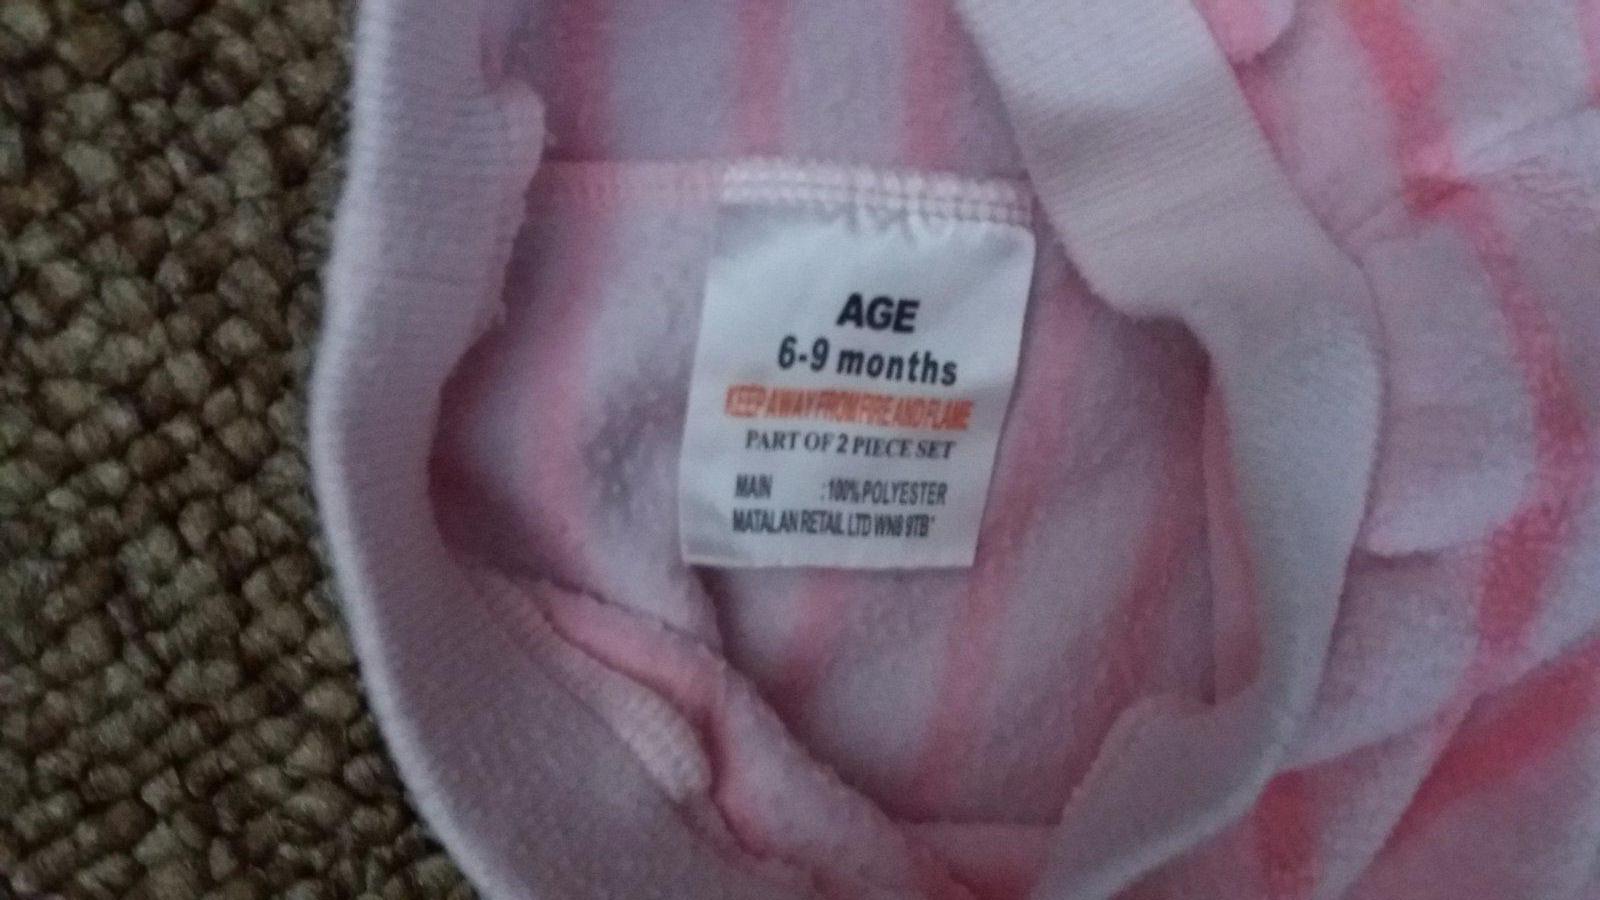 AGE
6-9 months
KEEP AWAY FROM FIRE AND FLAME
PART OF 2 PIECE SET
MAIN :100% POLYESTER
MATALAN RETAIL LTD WN8 9TB